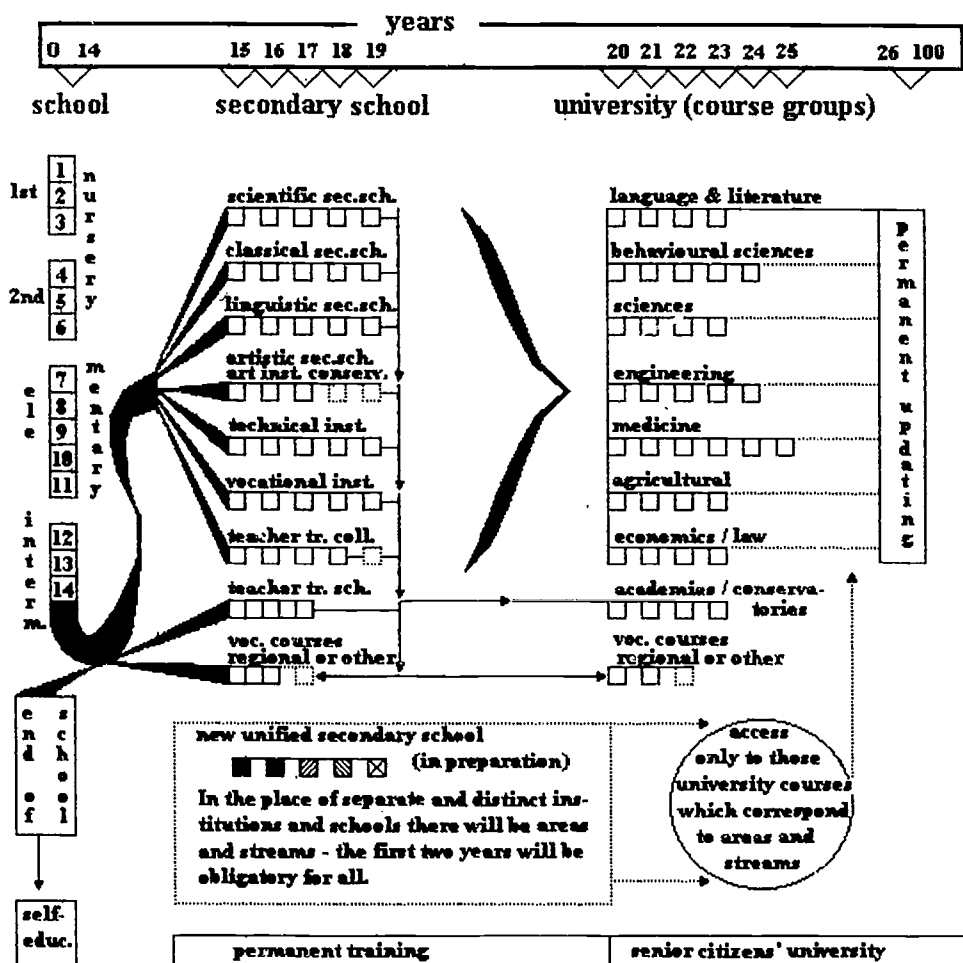 years
0 14 15 16 17 18 19 20 21 22 23 24 25 26 100
school secondary school university (course groups)
1st
1
2
3
2nd
4
5
6
nursery
7
8
9
10
11
elementary
12
13
14
interm.
scientific sec.sch.
classical sec.sch.
linguistic sec.sch.
artistic sec.sch.
art inst. conserv.
technical inst.
vocational inst.
teacher tr. coll.
teacher tr. sch.
voc. courses
regional or other
language & literature
behavioural sciences
sciences
engineering
medicine
agricultural
economics / law
academias / conserva-
tories
voc. courses
regional or other
permanent updating
end of
school
self-
educ.
new unified secondary school
(in preparation)
In the place of separate and distinct ins-
titutions and schools there will be areas
and streams - the first two years will be
obligatory for all.
access
only to those
university courses
which correspond
to areas and
streams
permanent training
senior citizens' university